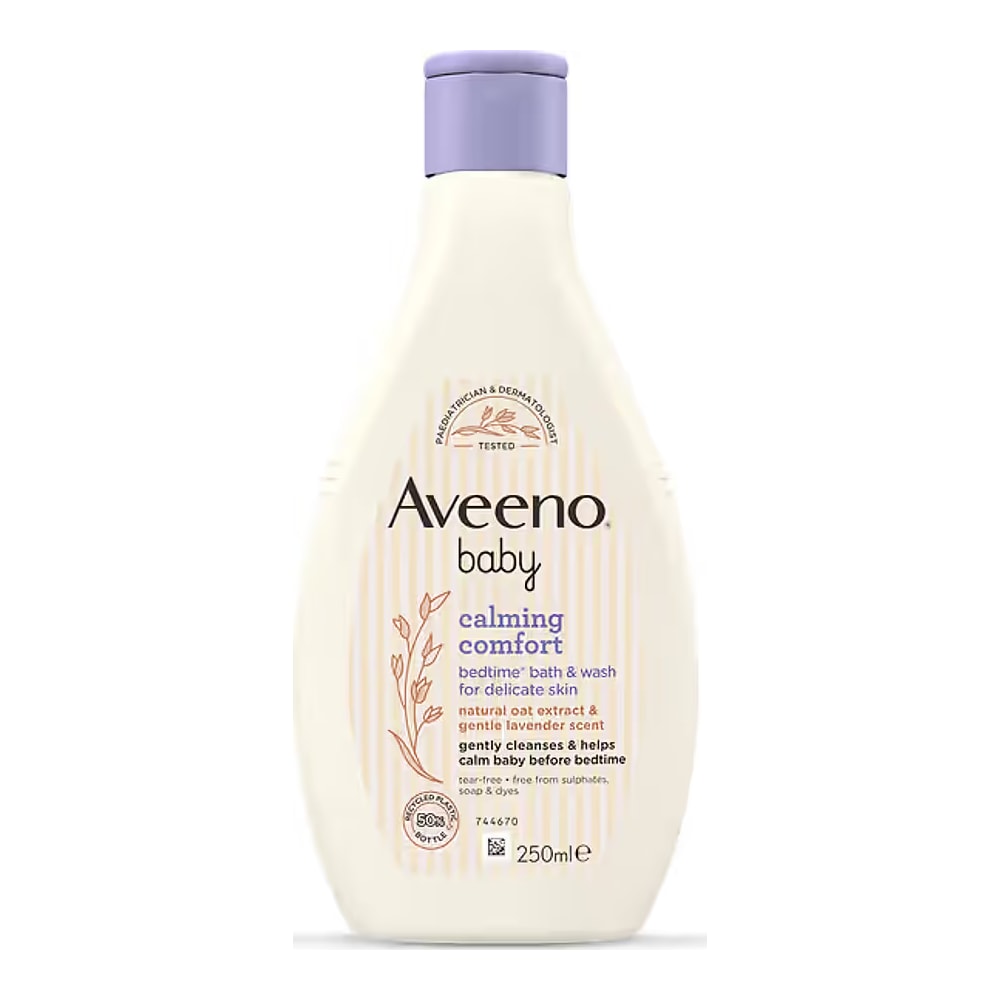 PAEDIATRICIAN & DERMATOLOGIST
TESTED
Aveeno®
baby
calming
comfort
bedtime* bath & wash
for delicate skin
natural oat extract &
gentle lavender scent
gently cleanses & helps
calm baby before bedtime
tear-free • free from sulphates,
soap & dyes
RECYCLED PLASTIC
50%
BOTTLE
744670
250ml℮